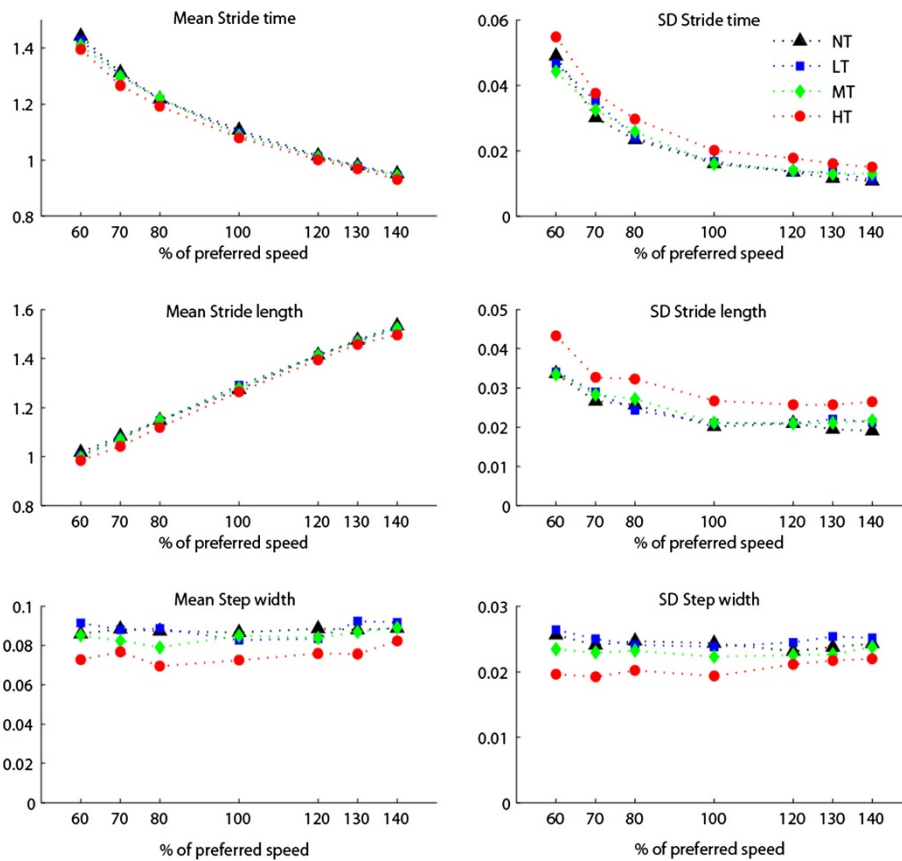 Mean Stride time
1.4
1.2
1
0.8
60 70 80 100 120 130 140
% of preferred speed
SD Stride time
0.06
0.04
0.02
0
NT
LT
MT
HT
60 70 80 100 120 130 140
% of preferred speed
Mean Stride length
1.6
1.4
1.2
1
0.8
60 70 80 100 120 130 140
% of preferred speed
SD Stride length
0.05
0.04
0.03
0.02
0.01
0
60 70 80 100 120 130 140
% of preferred speed
Mean Step width
0.1
0.08
0.06
0.04
0.02
0
60 70 80 100 120 130 140
% of preferred speed
SD Step width
0.03
0.02
0.01
0
60 70 80 100 120 130 140
% of preferred speed